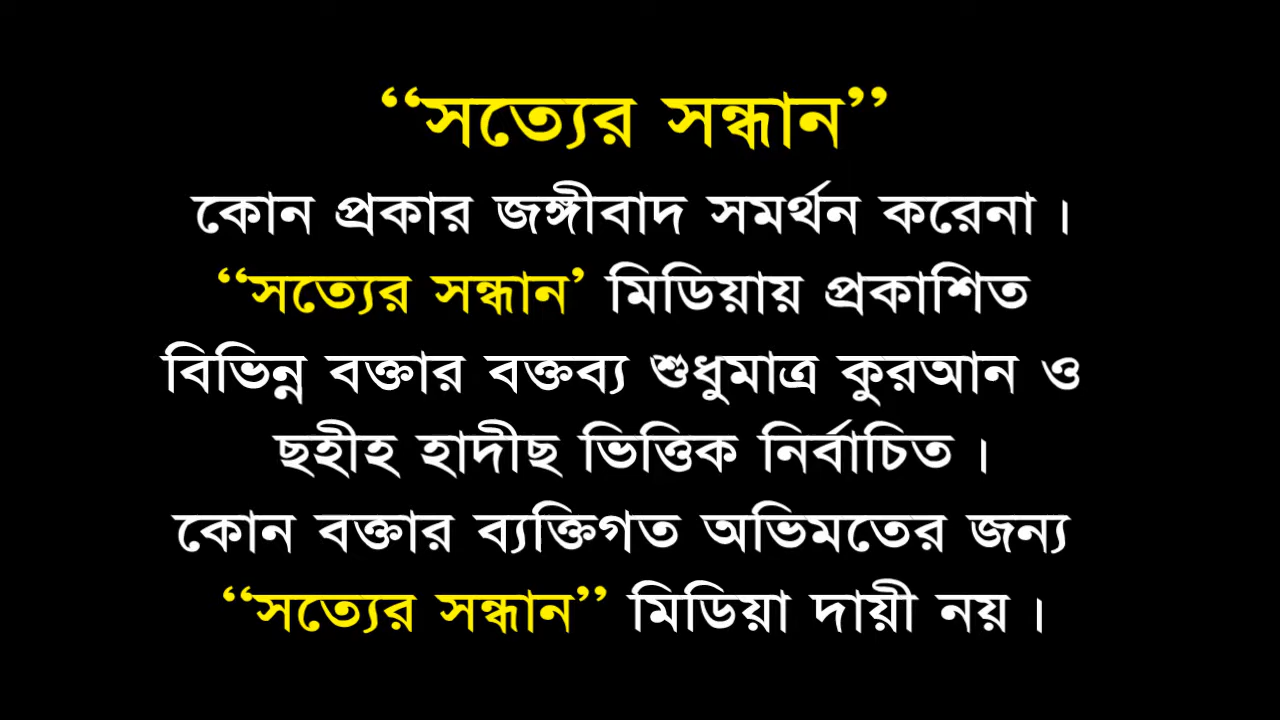 ‘‘সত্যের সন্ধান’’
কোন প্রকার জঙ্গীবাদ সমর্থন করেনা।
‘‘সত্যের সন্ধান’ মিডিয়ায় প্রকাশিত
বিভিন্ন বক্তার বক্তব্য শুধুমাত্র কুরআন ও
ছহীহ হাদীছ ভিত্তিক নির্বাচিত।
কোন বক্তার ব্যক্তিগত অভিমতের জন্য
‘‘সত্যের সন্ধান’’ মিডিয়া দায়ী নয়।